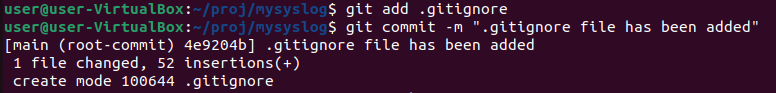 user@user-VirtualBox:~/proj/mysyslog$ git add .gitignore
user@user-VirtualBox:~/proj/mysyslog$ git commit -m ".gitignore file has been added"
[main (root-commit) 4e9204b] .gitignore file has been added
 1 file changed, 52 insertions(+)
 create mode 100644 .gitignore